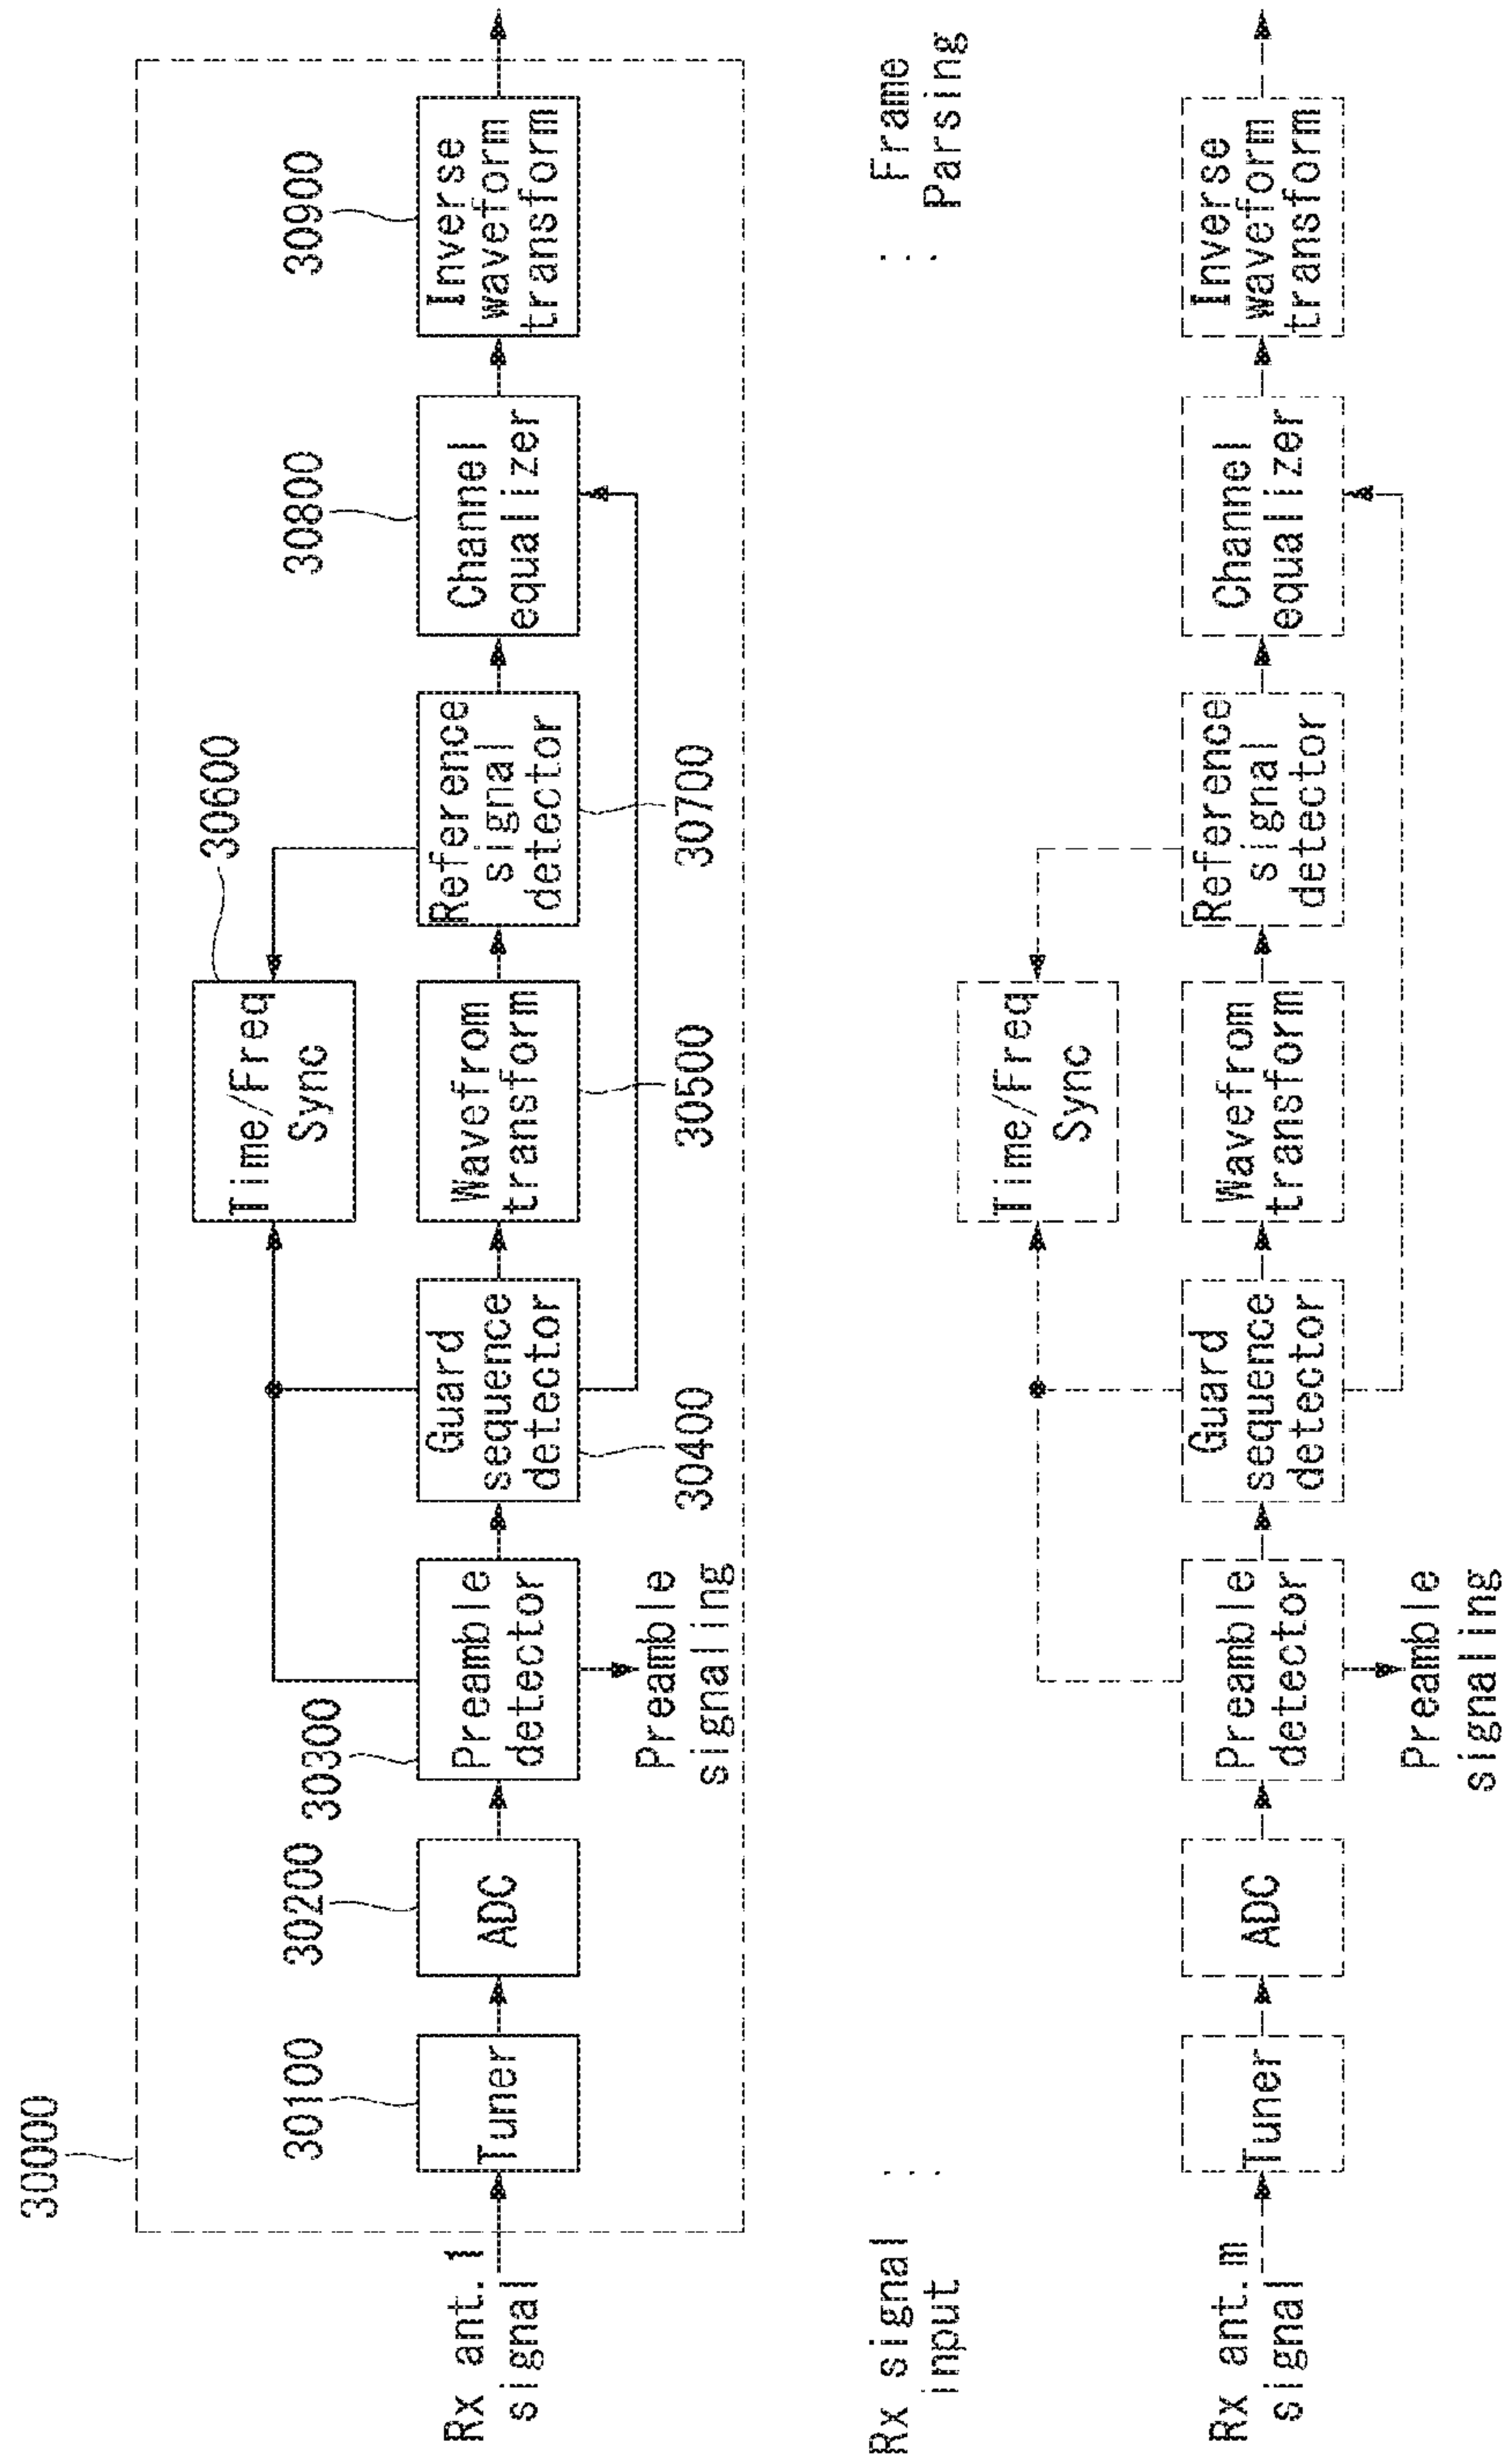 30000
30100
30200
30300
30600
30800
30900
Rx ant.1
signal
Tuner
ADC
Preamble
detector
Guard
sequence
detector
Time/Freq
Sync
Wavefrom
transform
Reference
signal
detector
Channel
equalizer
Inverse
waveform
transform
Preamble
signaling
30400
30500
30700
Rx signal
input
...
...
Frame
Parsing
Rx ant.m
signal
Tuner
ADC
Preamble
detector
Guard
sequence
detector
Time/Freq
Sync
Wavefrom
transform
Reference
signal
detector
Channel
equalizer
Inverse
waveform
transform
Preamble
signaling